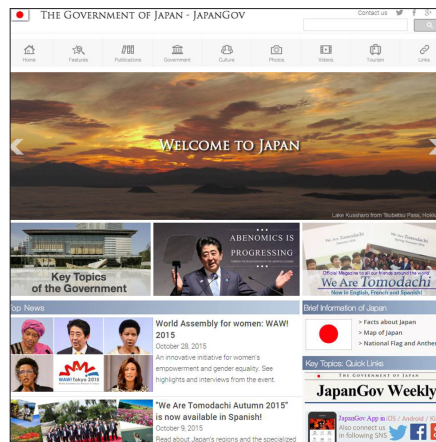 THE GOVERNMENT OF JAPAN - JAPANGOV
Contact us
Home
Features
Publications
Government
Culture
Photos
Videos
Tourism
Links
WELCOME TO JAPAN
Lake Kussharo from Tsubetsu Pass, Hokk
Key Topics
of the Government
ABENOMICS IS
PROGRESSING
Official Magazine to all our friends around the world
We Are Tomodachi
Now in English, French and Spanish!
Top News
World Assembly for women: WAW!
2015
October 28, 2015
An innovative initiative for women's
empowerment and gender equality. See
highlights and interviews from the event.
WAW! Tokyo 2015
"We Are Tomodachi Autumn 2015"
is now available in Spanish!
October 9, 2015
Read about Japan's regions and the specialized
Brief Information of Japan
> Facts about Japan
> Map of Japan
> National Flag and Anthem
Key Topics: Quick Links
THE GOVERNMENT OF JAPAN
JapanGov Weekly
JapanGov App in iOS / Android / Ki
Also connect us
in following SNS